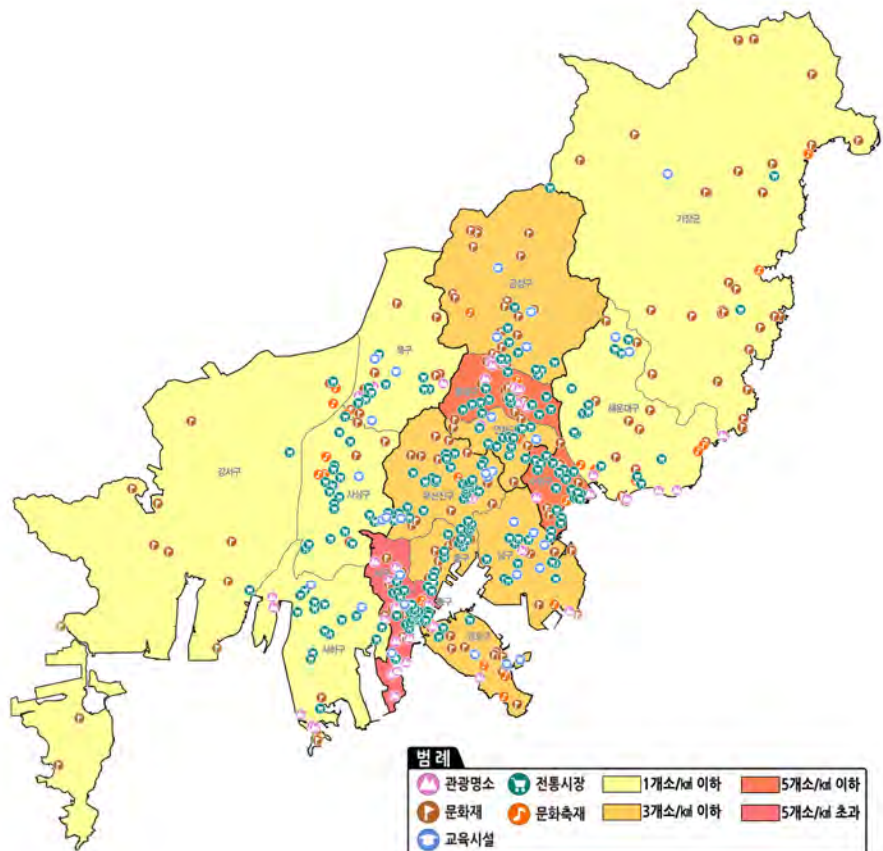 기장군
금정구
북구
해운대구
강서구
사상구
부산진구
남구
동구
사하구
영도구
범 례
관광명소
전통시장
1개소/㎢ 이하
5개소/㎢ 이하
문화재
문화축재
3개소/㎢ 이하
5개소/㎢ 초과
교육시설